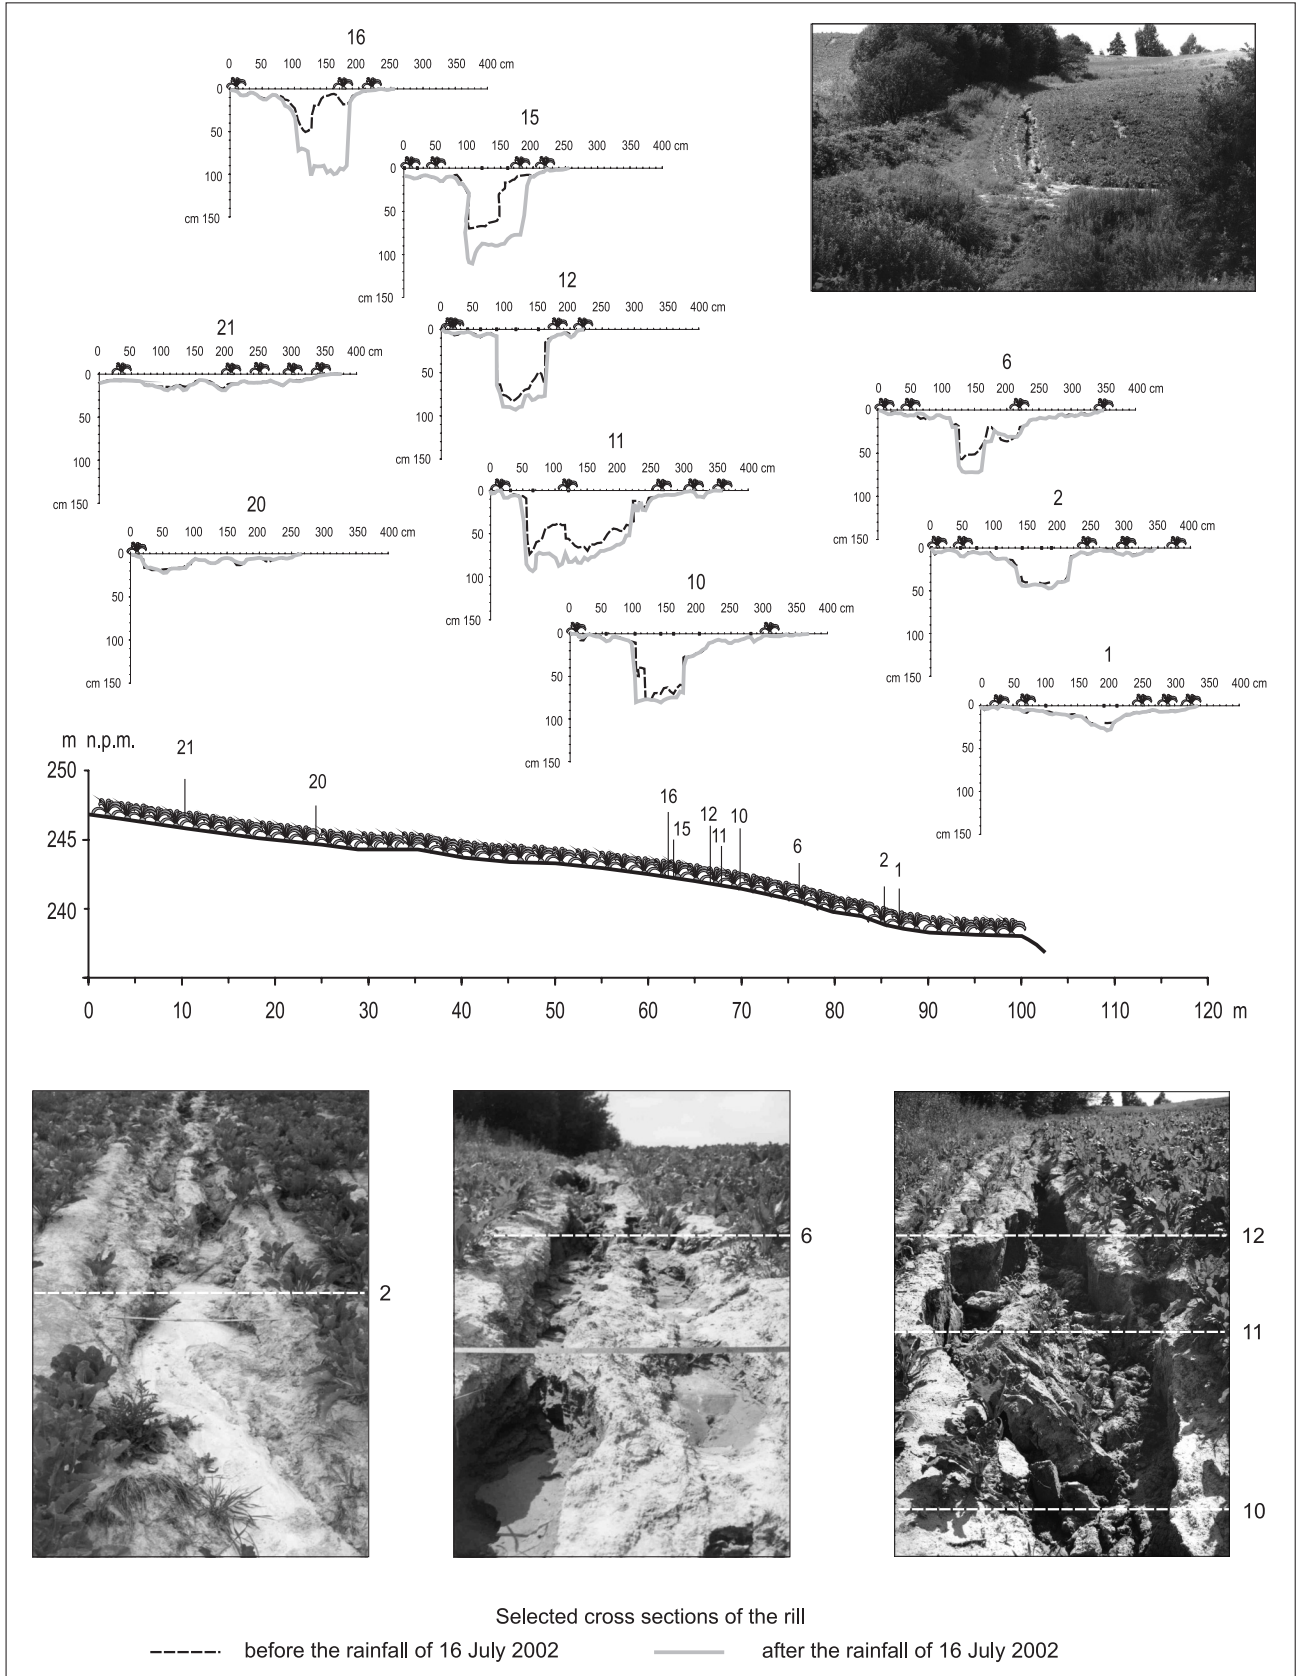 16
0 50 100 150 200 250 300 350 400 cm
0
50
100
cm 150
15
0 50 100 150 200 250 300 350 400 cm
0
50
100
cm 150
12
0 50 100 150 200 250 300 350 400 cm
0
50
100
cm 150
21
0 50 100 150 200 250 300 350 400 cm
0
50
100
cm 150
6
0 50 100 150 200 250 300 350 400 cm
0
50
100
cm 150
11
0 50 100 150 200 250 300 350 400 cm
0
50
100
cm 150
20
0 50 100 150 200 250 300 350 400 cm
0
50
100
cm 150
2
0 50 100 150 200 250 300 350 400 cm
0
50
100
cm 150
10
0 50 100 150 200 250 300 350 400 cm
0
50
100
cm 150
1
0 50 100 150 200 250 300 350 400 cm
0
50
100
cm 150
m n.p.m.
250
245
240
21
20
16
15
12
11
10
6
2
1
0 10 20 30 40 50 60 70 80 90 100 110 120 m
2
6
12
11
10
Selected cross sections of the rill
before the rainfall of 16 July 2002
after the rainfall of 16 July 2002